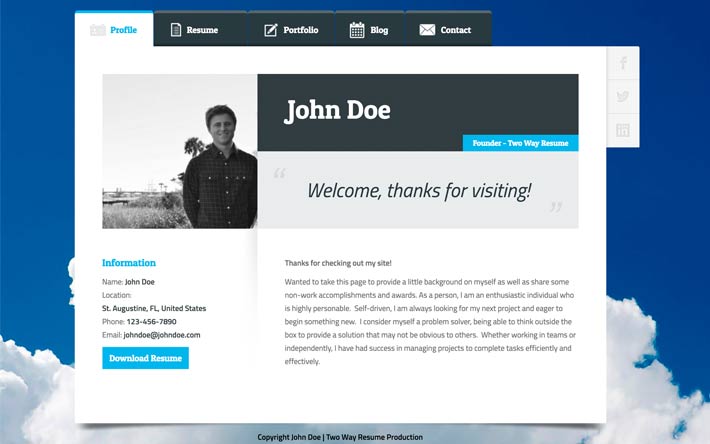 Profile
Resume
Portfolio
Blog
Contact
John Doe
Founder - Two Way Resume
“ Welcome, thanks for visiting! ”
Information
Name: John Doe
Location:
St. Augustine, FL, United States
Phone: 123-456-7890
Email: johndoe@johndoe.com
Download Resume
Thanks for checking out my site!
Wanted to take this page to provide a little background on myself as well as share some
non-work accomplishments and awards. As a person, I am an enthusiastic individual who
is highly personable.  Self-driven, I am always looking for my next project and eager to
begin something new.  I consider myself a problem solver, being able to think outside the
box to provide a solution that may not be obvious to others.  Whether working in teams or
independently, I have had success in managing projects to complete tasks efficiently and
effectively.
Copyright John Doe | Two Way Resume Production